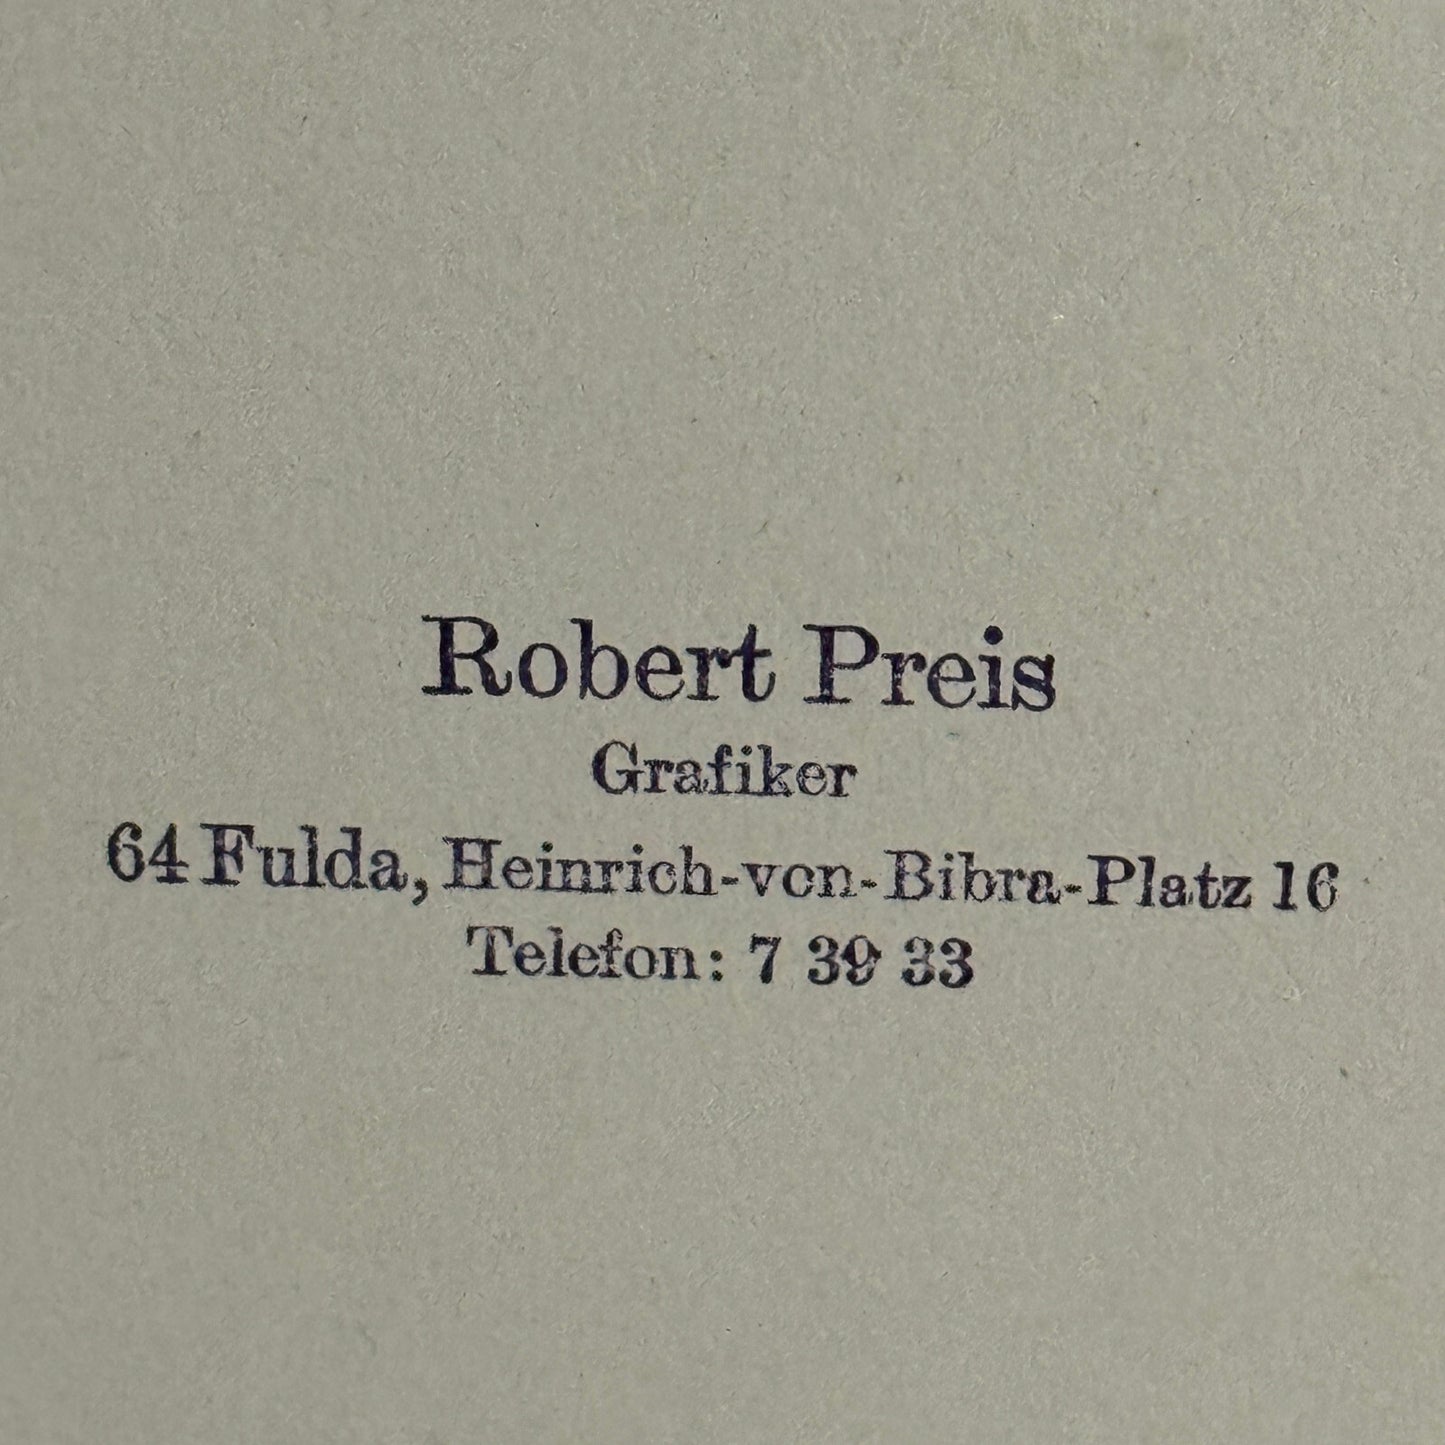 Robert Preis
Grafiker
64 Fulda, Heinrich-von-Bibra-Platz 16
Telefon: 7 39 33